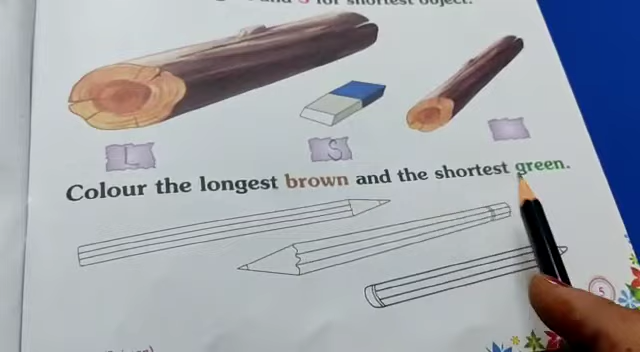 and S for shortest object.
L
S
Colour the longest brown and the shortest green.
5